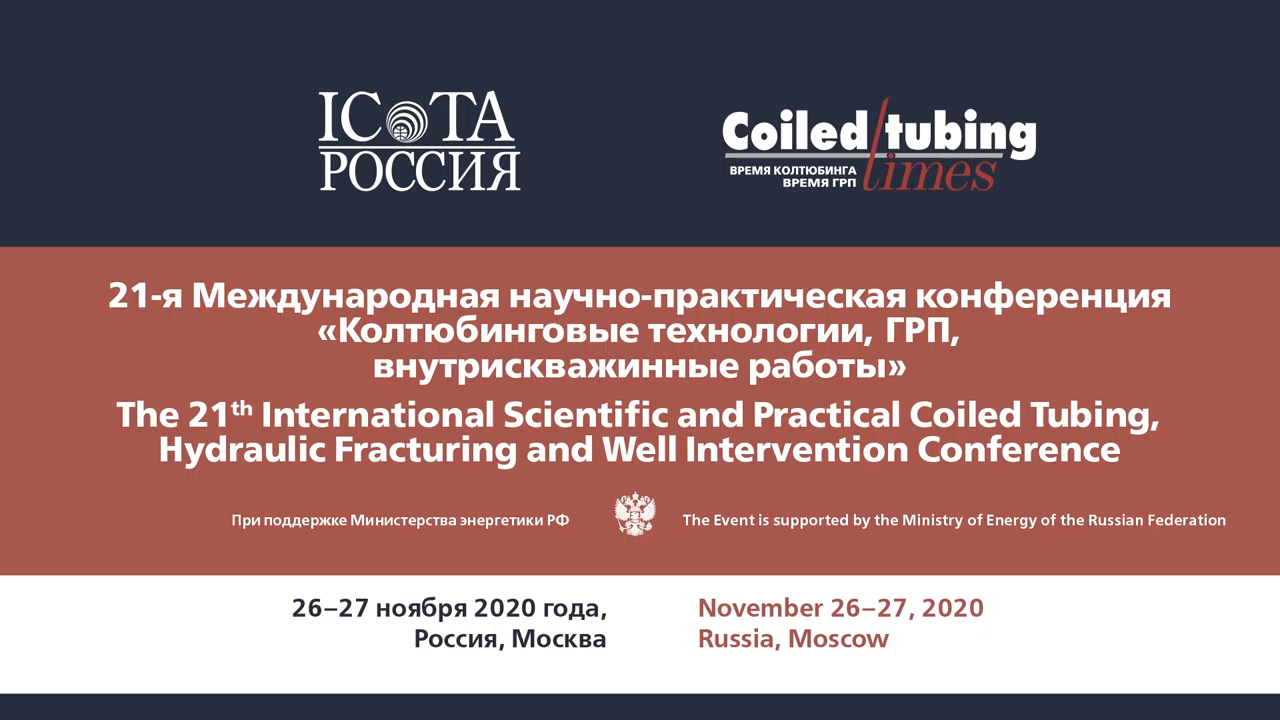 ICoTA
РОССИЯ
Coiled tubing
times
ВРЕМЯ КОЛТЮБИНГА
ВРЕМЯ ГРП
21-я Международная научно-практическая конференция
«Колтюбинговые технологии, ГРП,
внутрискважинные работы»
The 21th International Scientific and Practical Coiled Tubing,
Hydraulic Fracturing and Well Intervention Conference
При поддержке Министерства энергетики РФ
The Event is supported by the Ministry of Energy of the Russian Federation
26–27 ноября 2020 года,
Россия, Москва
November 26–27, 2020
Russia, Moscow